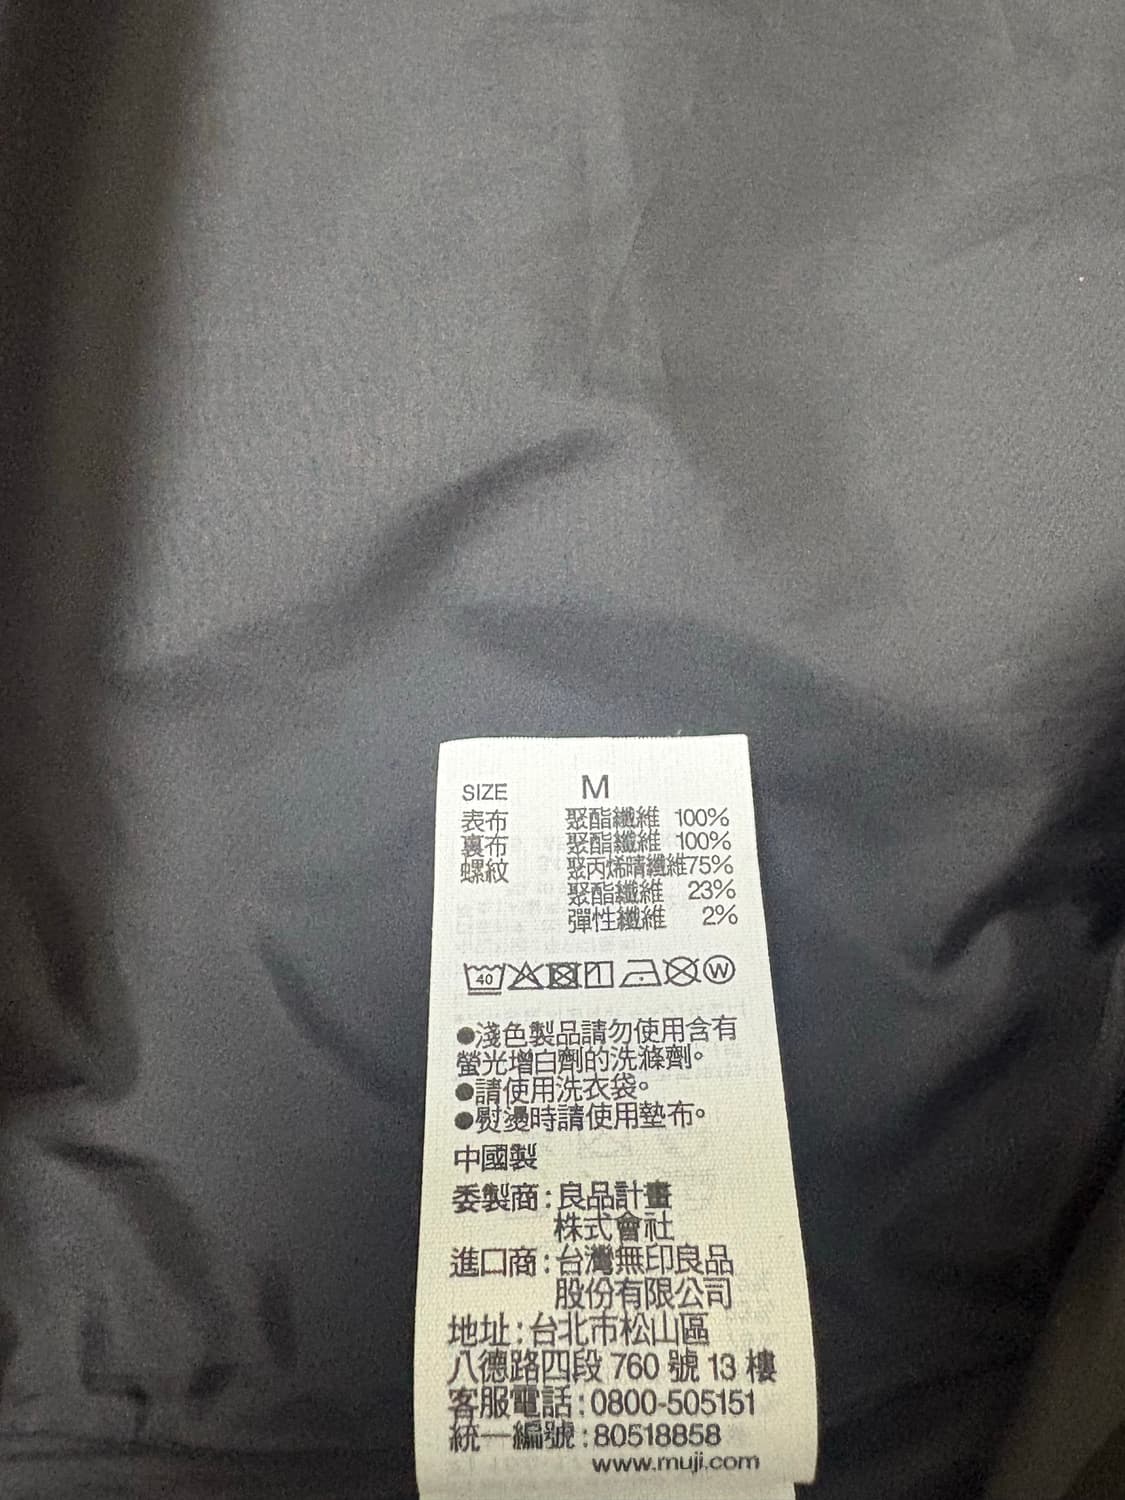 SIZE M
表布 聚酯纖維 100%
裏布 聚酯纖維 100%
螺紋 聚丙烯晴纖維75%
聚酯纖維 23%
彈性纖維 2%
40 W
●淺色製品請勿使用含有
螢光增白劑的洗滌劑。
●請使用洗衣袋。
●熨燙時請使用墊布。
中國製
委製商:良品計畫
株式會社
進口商:台灣無印良品
股份有限公司
地址:台北市松山區
八德路四段 760 號 13 樓
客服電話:0800-505151
統一編號:80518858
www.muji.com